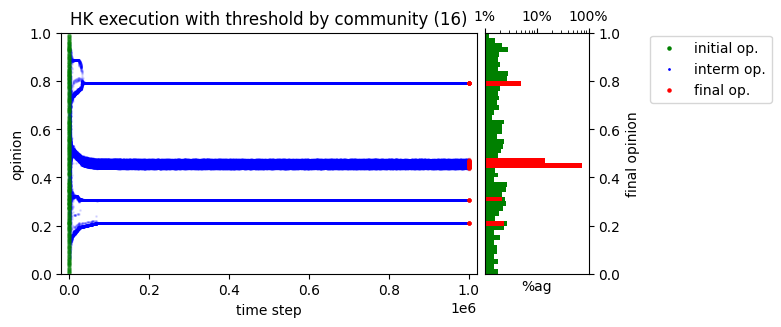 HK execution with threshold by community (16)
1% 10% 100%
1.0
0.8
0.6
0.4
0.2
0.0
opinion
0.0 0.2 0.4 0.6 0.8 1.0
1e6
time step
%ag
1.0
0.8
0.6
0.4
0.2
0.0
final opinion
initial op.
interm op.
final op.